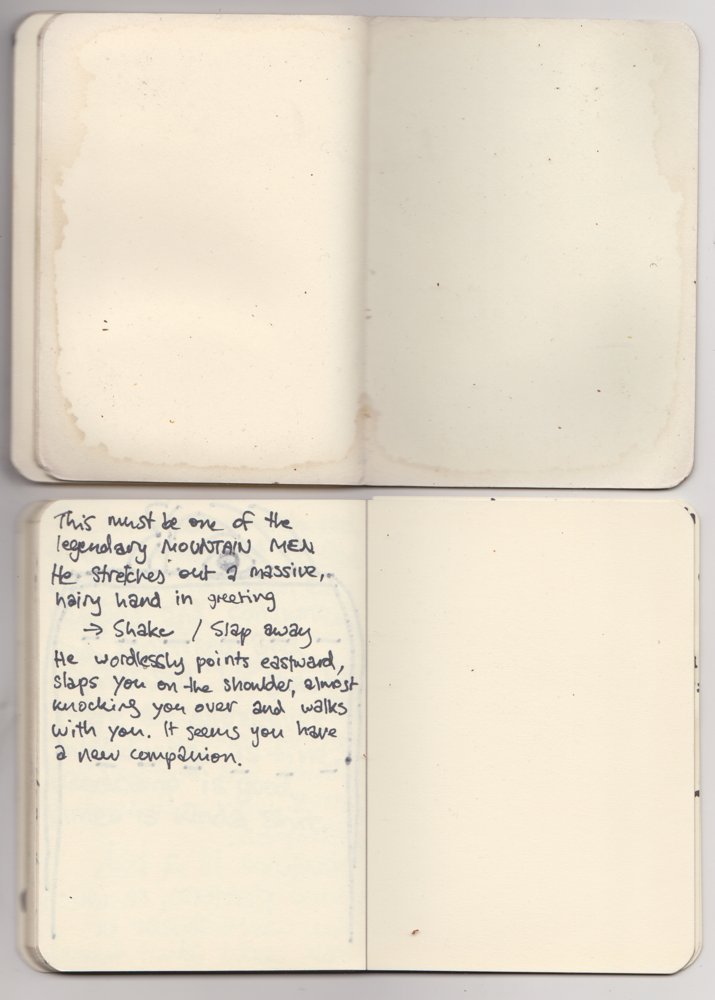 This must be one of the
legendary MOUNTAIN MEN
He stretches out a massive,
hairy hand in greeting
→ Shake / Slap away
He wordlessly points eastward,
slaps you on the shoulder, almost
knocking you over and walks
with you. It seems you have
a new companion.